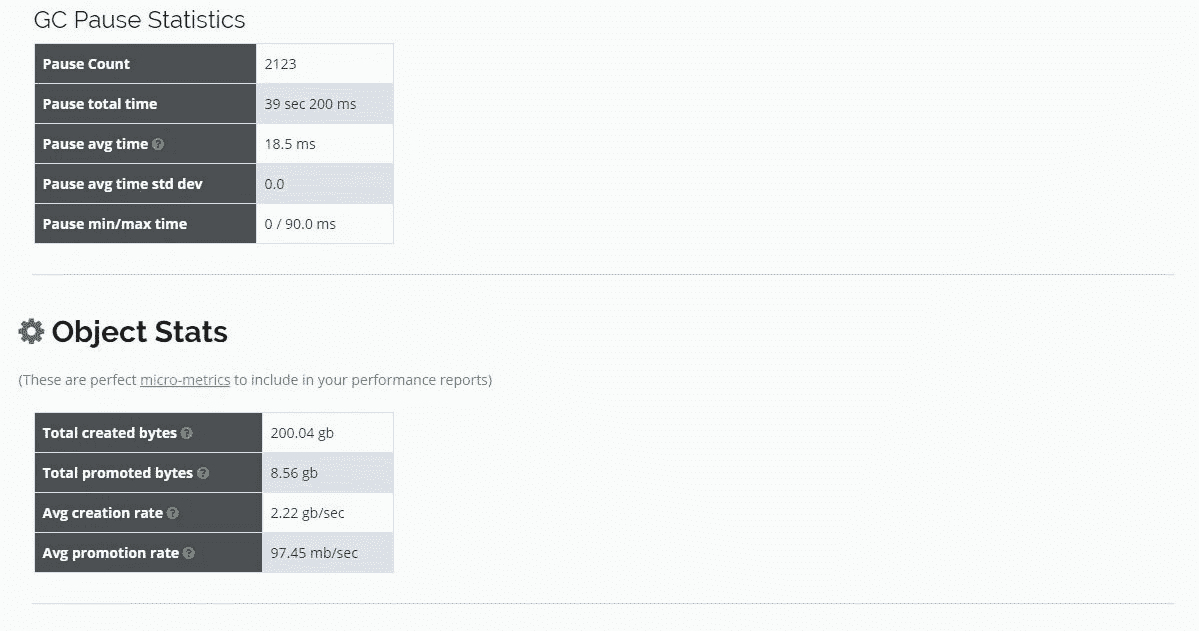 GC Pause Statistics
Pause Count 2123
Pause total time 39 sec 200 ms
Pause avg time 18.5 ms
Pause avg time std dev 0.0
Pause min/max time 0 / 90.0 ms
Object Stats
(These are perfect micro-metrics to include in your performance reports)
Total created bytes 200.04 gb
Total promoted bytes 8.56 gb
Avg creation rate 2.22 gb/sec
Avg promotion rate 97.45 mb/sec